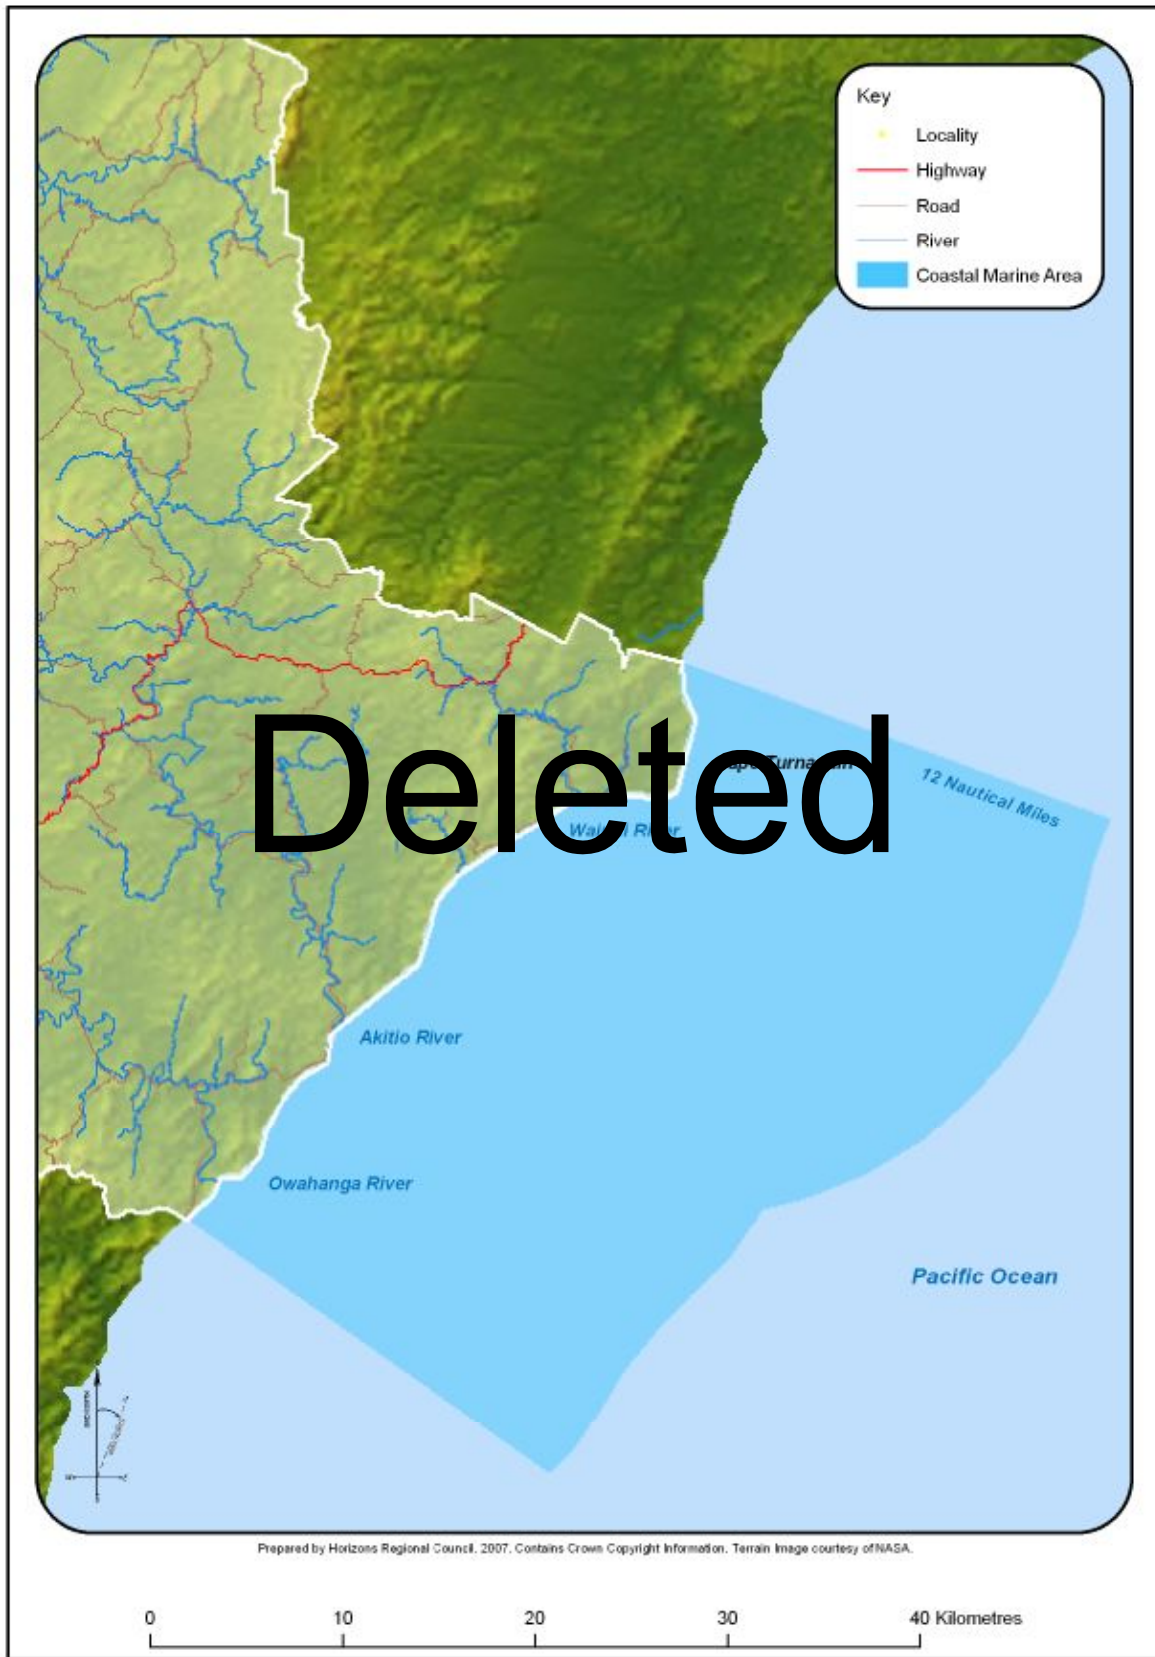 Key
Locality
Highway
Road
River
Coastal Marine Area
Deleted
12 Nautical Miles
River
Akitio River
Owahanga River
Pacific Ocean
Prepared by Horizons Regional Council. 2007. Contains Crown Copyright Information. Terrain Image courtesy of NASA.
0 10 20 30 40 Kilometres